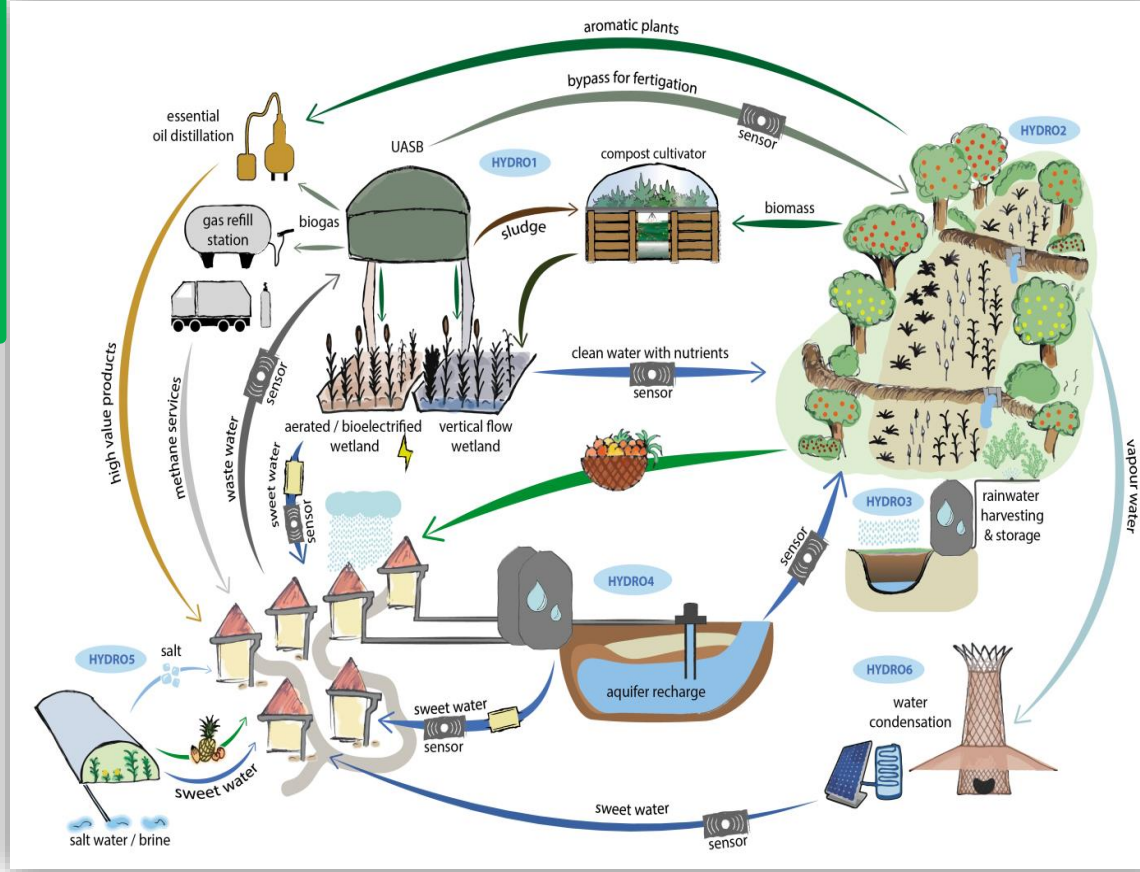 aromatic plants
bypass for fertigation
sensor
essential
oil distillation
UASB
HYDRO1
compost cultivator
HYDRO2
gas refill
station
biogas
sludge
biomass
clean water with nutrients
sensor
high value products
methane services
waste water
sensor
aerated / bioelectrified
wetland
vertical flow
wetland
sweet water
sensor
vapour water
HYDRO3
rainwater
harvesting
& storage
sensor
HYDRO4
aquifer recharge
HYDRO5
salt
sweet water
sensor
sweet water
salt water / brine
HYDRO6
water
condensation
sweet water
sensor